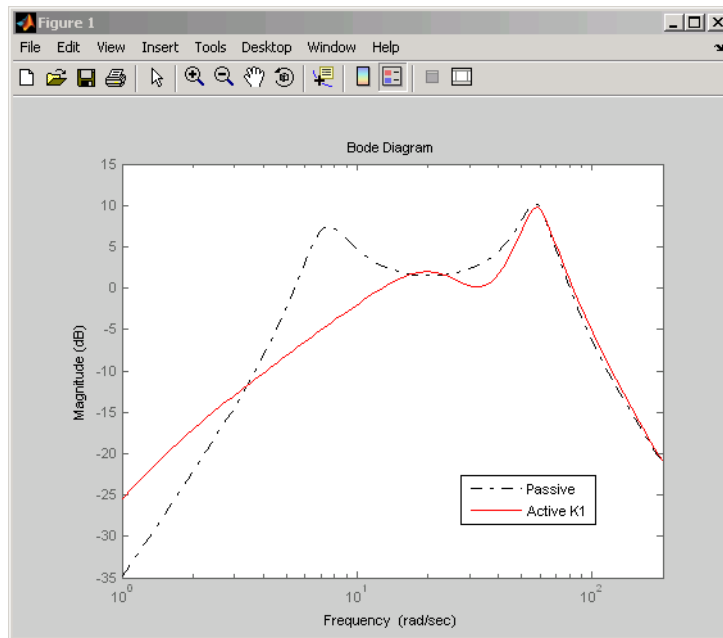 Figure 1
File Edit View Insert Tools Desktop Window Help
Bode Diagram
15
10
5
0
-5
-10
-15
-20
-25
-30
-35
Magnitude (dB)
10^0
10^1
10^2
Frequency (rad/sec)
Passive
Active K1